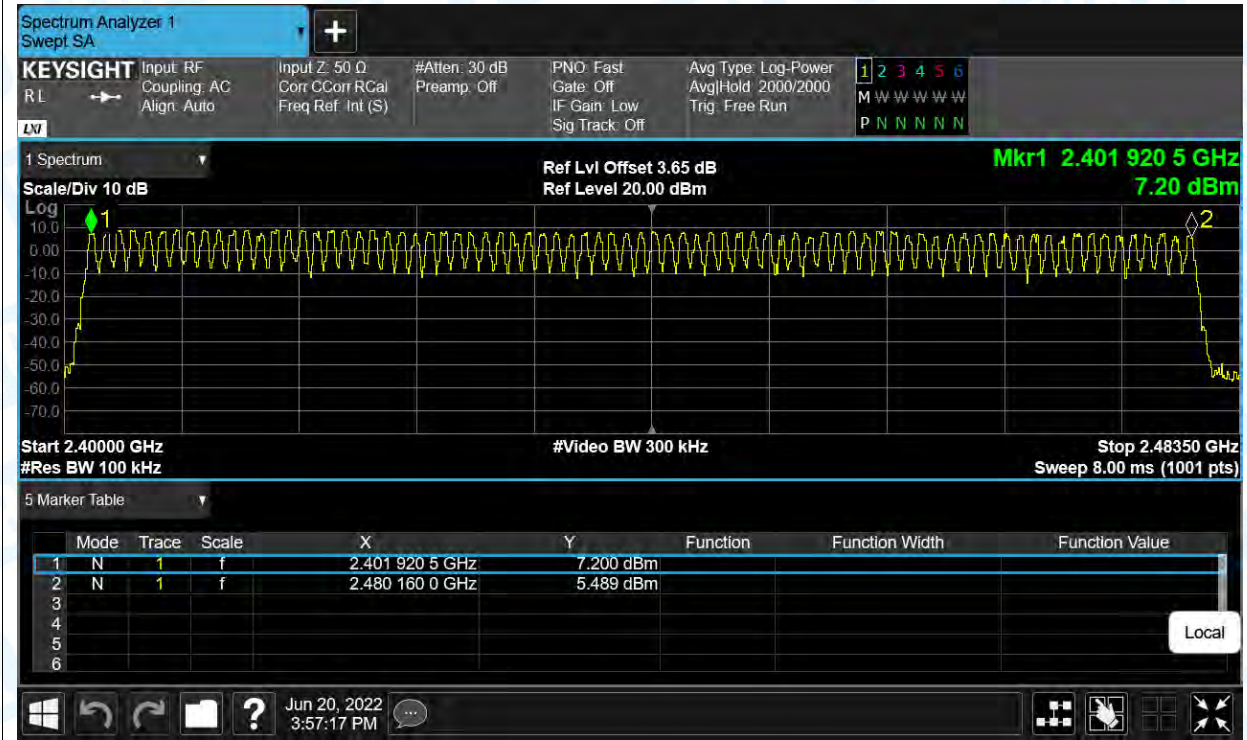 Spectrum Analyzer 1
Swept SA
+
KEYSIGHT Input: RF Input Z: 50 Ω #Atten: 30 dB PNO: Fast Avg Type: Log-Power 1 2 3 4 5 6
RL Coupling: AC Corr CCorr RCal Preamp: Off Gate: Off Avg|Hold: 2000/2000 M W W W W W
Align: Auto Freq Ref: Int (S) IF Gain: Low Trig: Free Run
LXI Sig Track: Off P N N N N N N
1 Spectrum Ref Lvl Offset 3.65 dB Mkr1 2.401 920 5 GHz
Scale/Div 10 dB Ref Level 20.00 dBm 7.20 dBm
Log
1 2
10.0
0.00
-10.0
-20.0
-30.0
-40.0
-50.0
-60.0
-70.0
Start 2.40000 GHz #Video BW 300 kHz Stop 2.48350 GHz
#Res BW 100 kHz Sweep 8.00 ms (1001 pts)
5 Marker Table
Mode Trace Scale X Y Function Function Width Function Value
1 N 1 f 2.401 920 5 GHz 7.200 dBm
2 N 1 f 2.480 160 0 GHz 5.489 dBm
3
4
5
6
Local
? Jun 20, 2022
3:57:17 PM